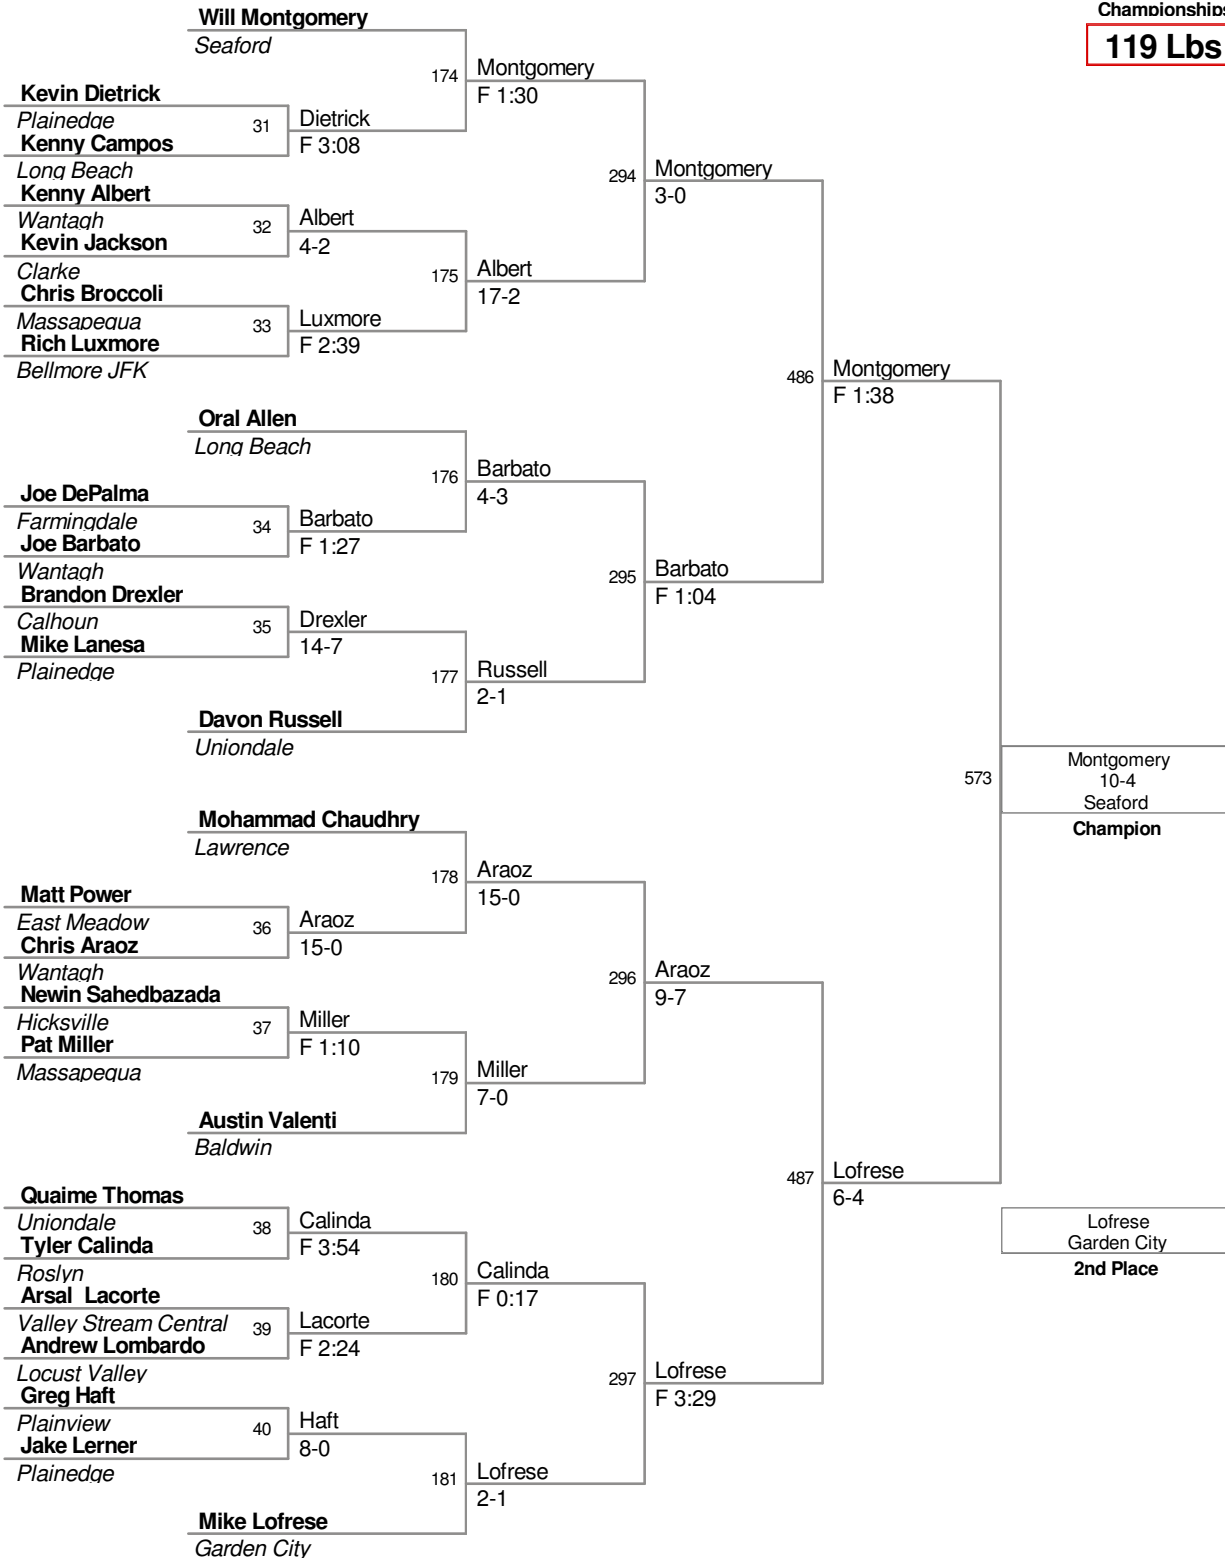 Championships
119 Lbs
Will Montgomery
Seaford
174
Montgomery
F 1:30
Kevin Dietrick
Plainedge
31
Dietrick
F 3:08
Kenny Campos
Long Beach
294
Montgomery
3-0
Kenny Albert
Wantagh
32
Albert
4-2
Kevin Jackson
Clarke
175
Albert
17-2
Chris Broccoli
Massapequa
33
Luxmore
F 2:39
Rich Luxmore
Bellmore JFK
486
Montgomery
F 1:38
Oral Allen
Long Beach
176
Barbato
4-3
Joe DePalma
Farmingdale
34
Barbato
F 1:27
Joe Barbato
Wantagh
295
Barbato
F 1:04
Brandon Drexler
Calhoun
35
Drexler
14-7
Mike Lanesa
Plainedge
177
Russell
2-1
Davon Russell
Uniondale
573
Montgomery
10-4
Seaford
Champion
Mohammad Chaudhry
Lawrence
178
Araoz
15-0
Matt Power
East Meadow
36
Araoz
15-0
Chris Araoz
Wantagh
296
Araoz
9-7
Newin Sahedbazada
Hicksville
37
Miller
F 1:10
Pat Miller
Massapequa
179
Miller
7-0
Austin Valenti
Baldwin
487
Lofrese
6-4
Quaime Thomas
Uniondale
38
Calinda
F 3:54
Tyler Calinda
Roslyn
180
Calinda
F 0:17
Lofrese
Garden City
2nd Place
Arsal Lacorte
Valley Stream Central
39
Lacorte
F 2:24
Andrew Lombardo
Locust Valley
297
Lofrese
F 3:29
Greg Haft
Plainview
40
Haft
8-0
Jake Lerner
Plainedge
181
Lofrese
2-1
Mike Lofrese
Garden City